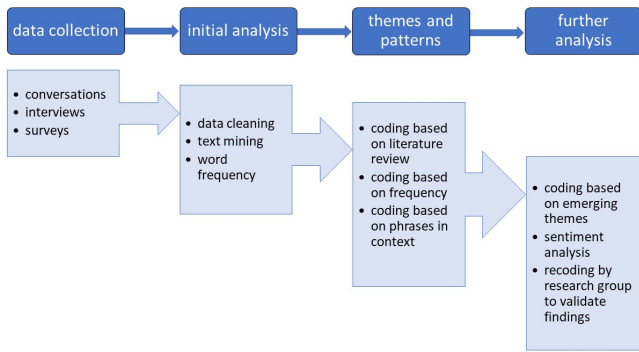 data collection
initial analysis
themes and
patterns
further
analysis
• conversations
• interviews
• surveys
• data cleaning
• text mining
• word
frequency
• coding based
on literature
review
• coding based
on frequency
• coding based
on phrases in
context
• coding based
on emerging
themes
• sentiment
analysis
• recoding by
research group
to validate
findings